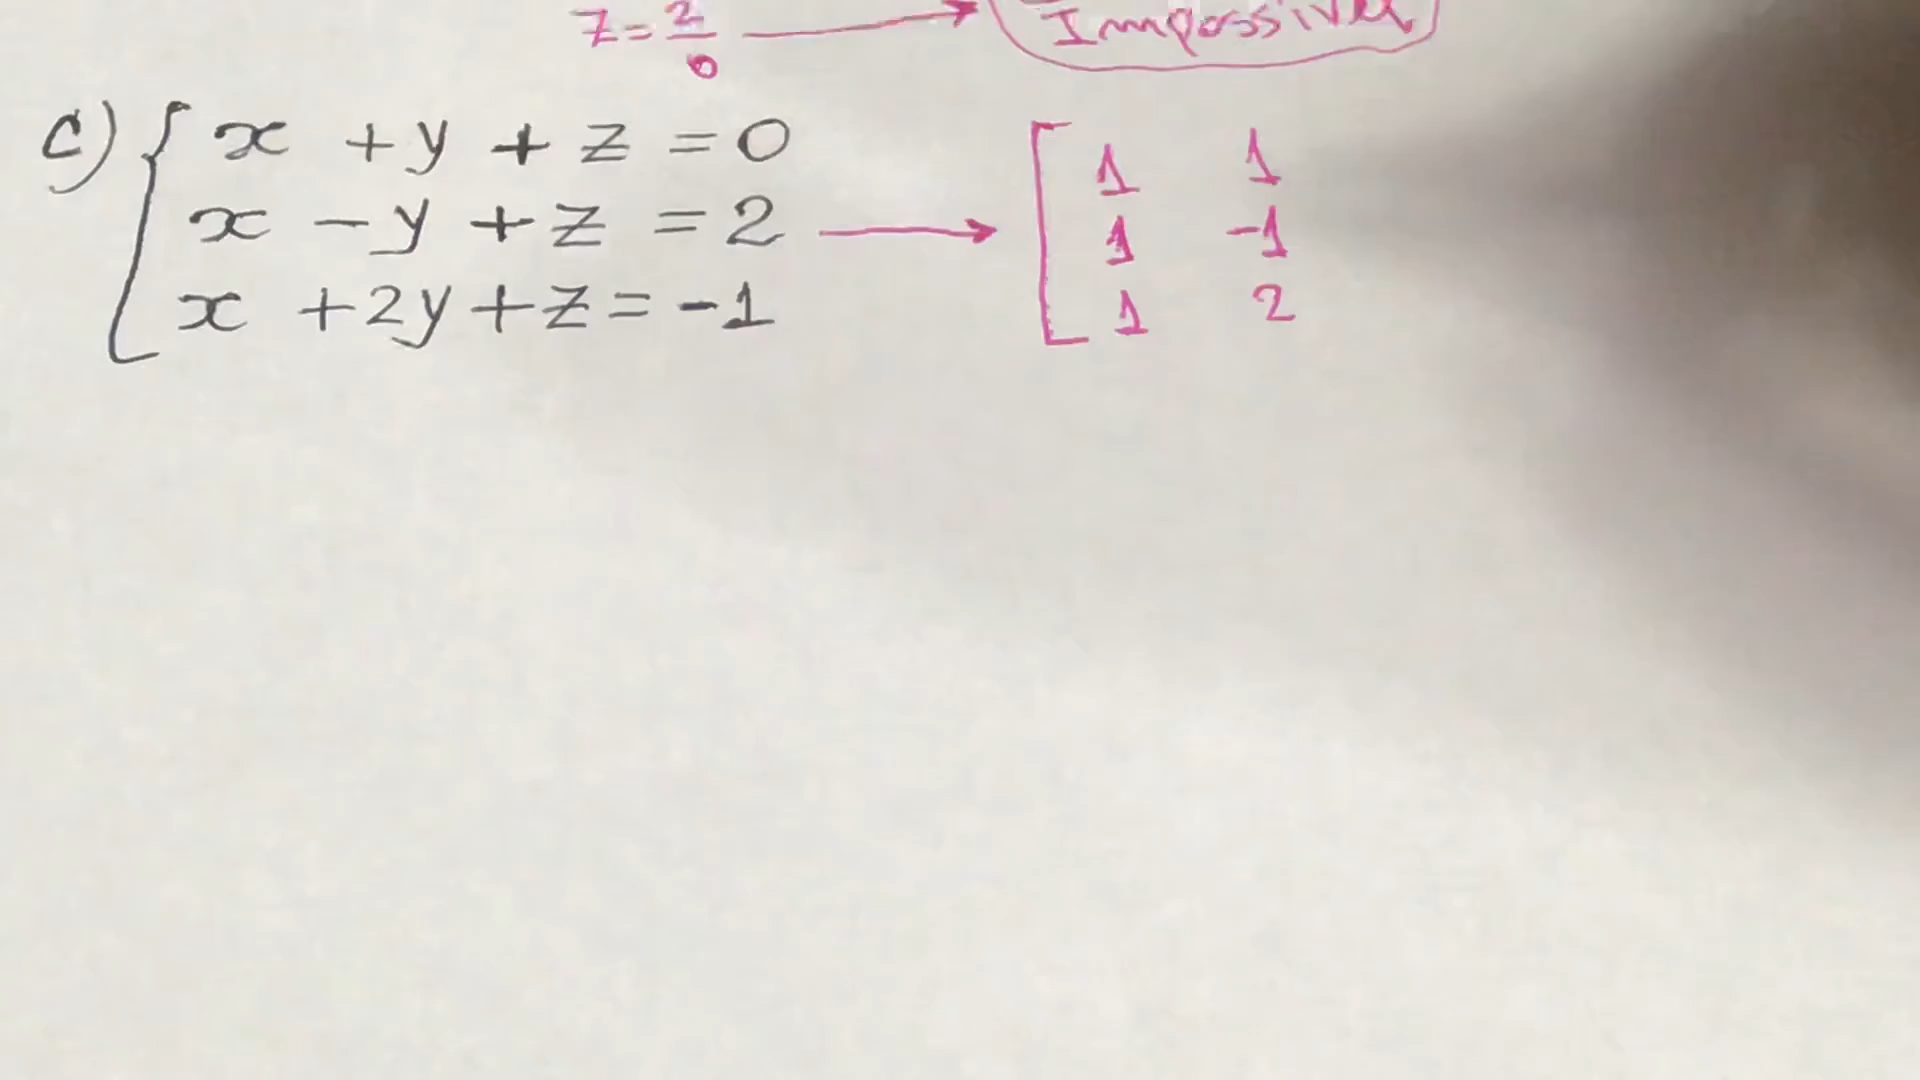 z = 2/0 → Impossível
c) { x + y + z = 0
x - y + z = 2 →
x + 2y + z = -1
[ 1 1
1 -1
1 2